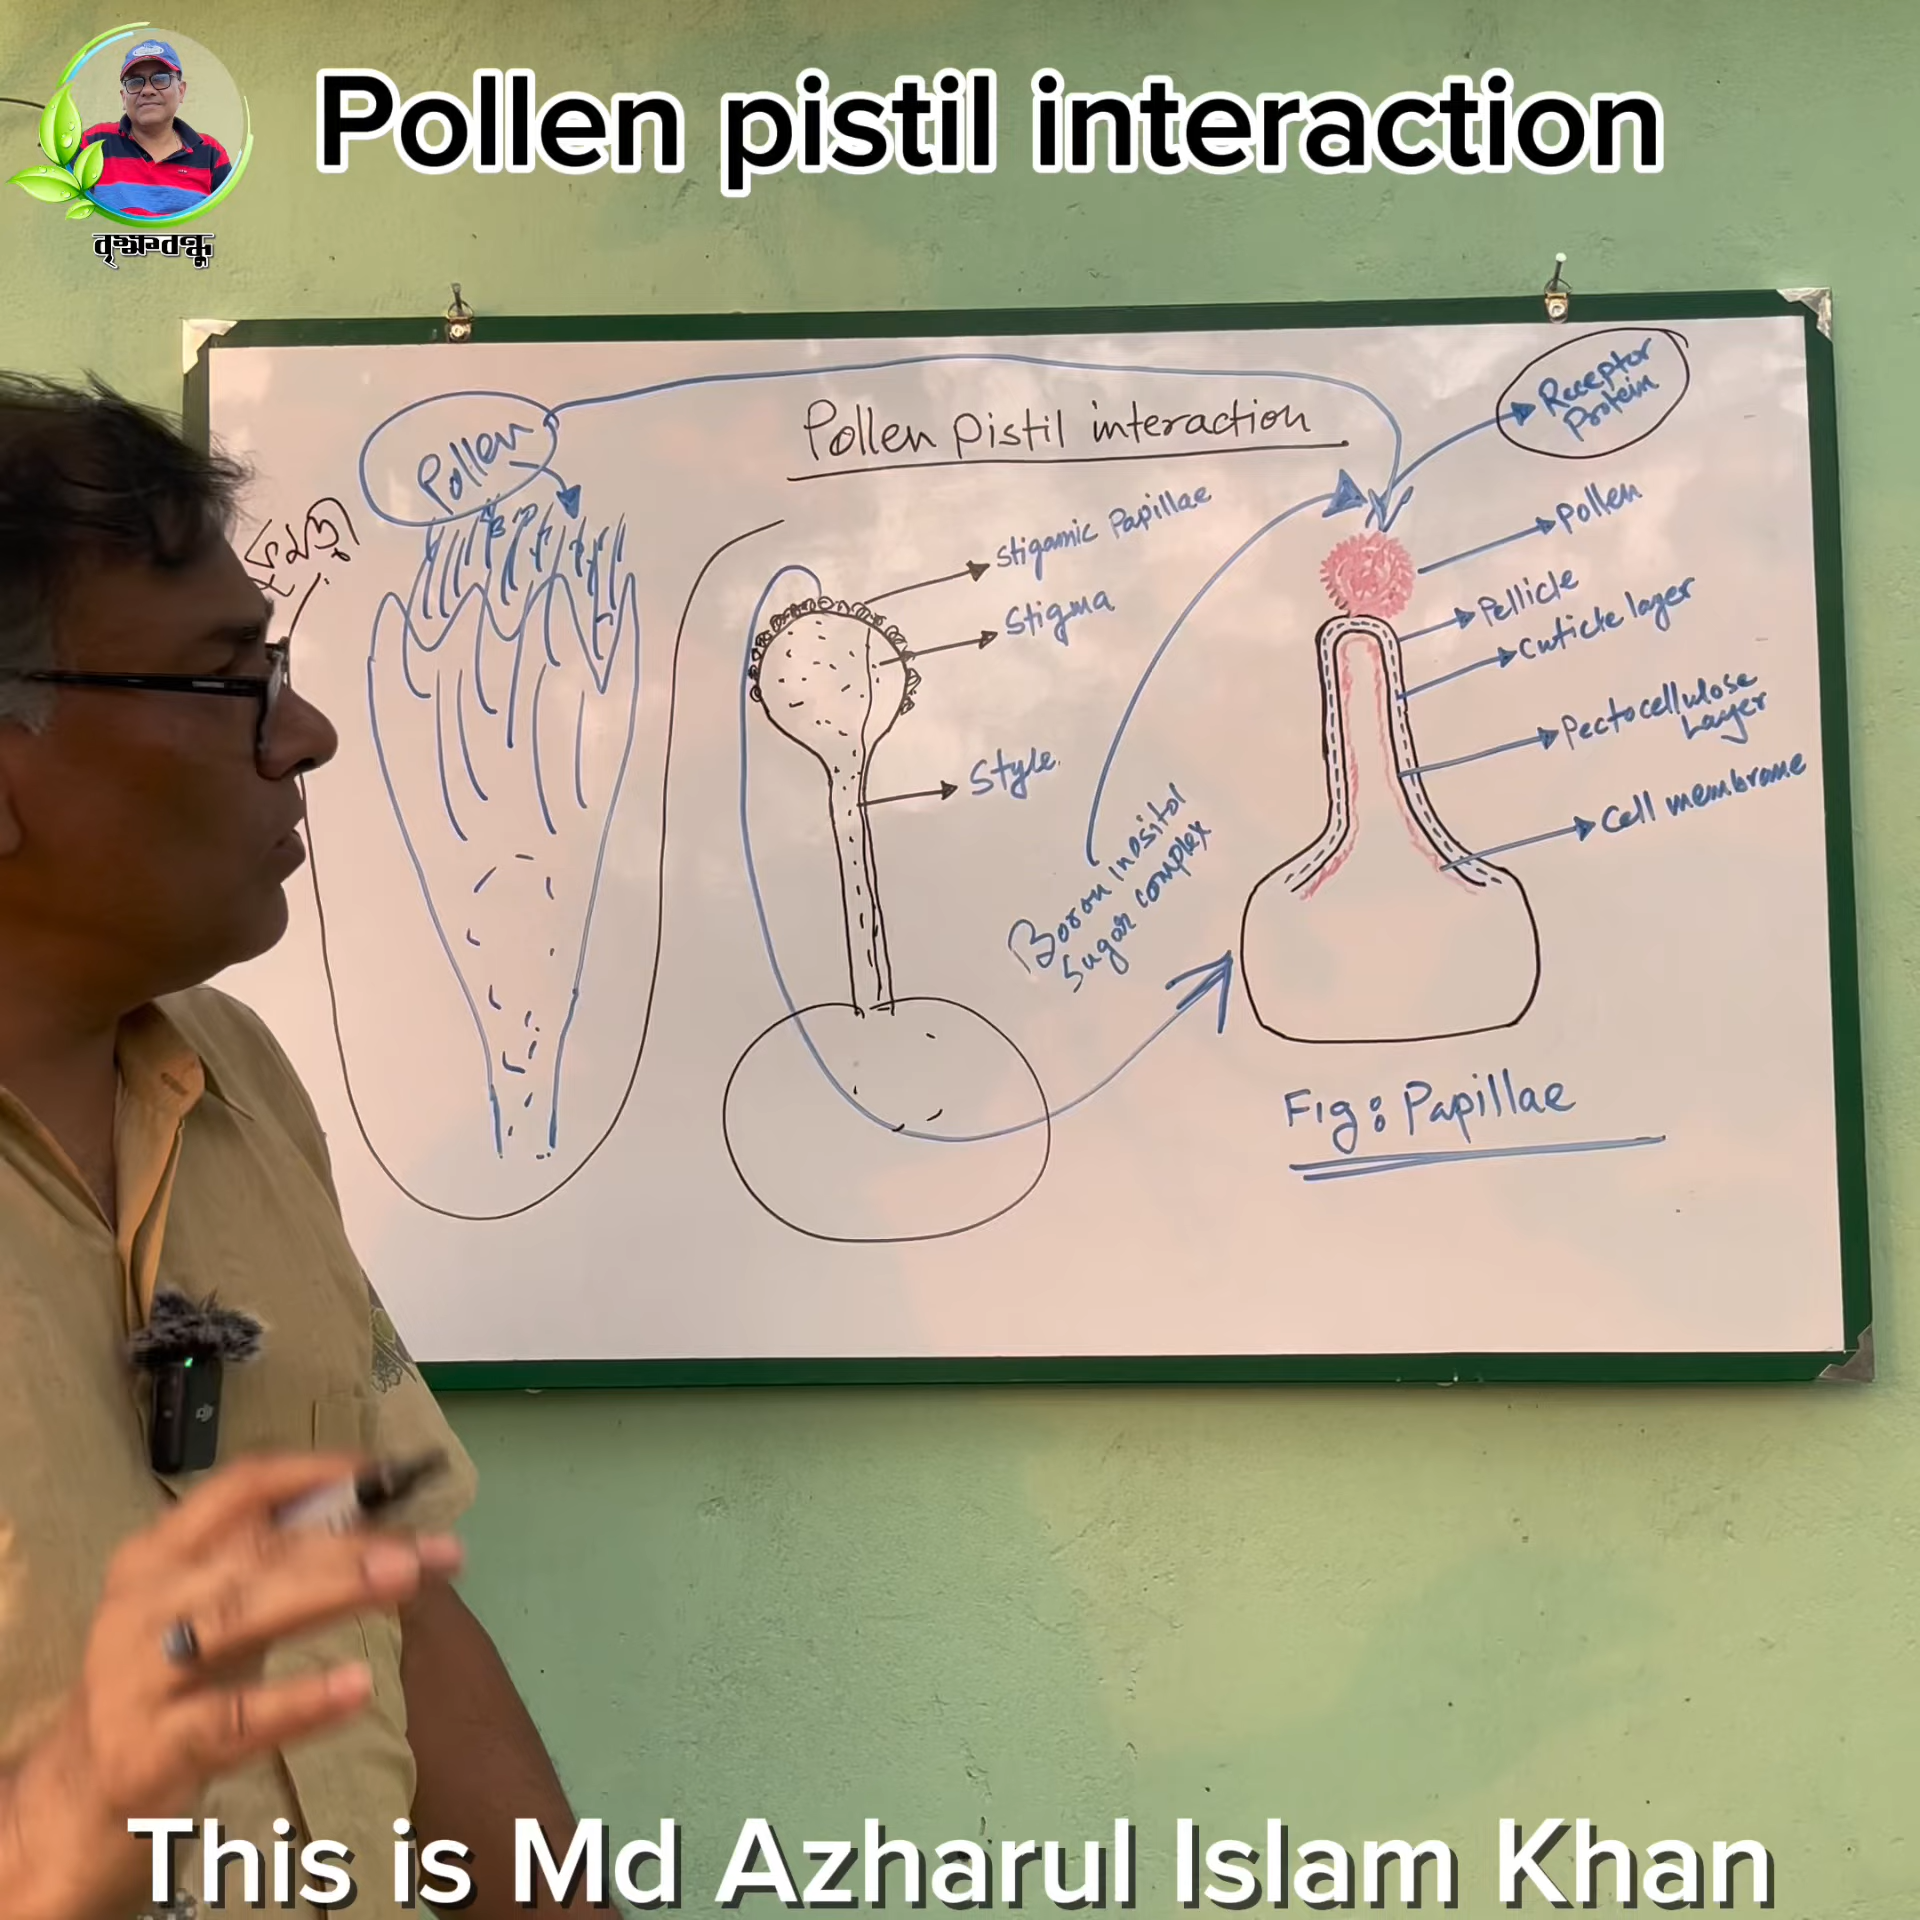 Pollen pistil interaction
বৃক্ষবন্ধু
Pollen
Pollen Pistil interaction
Receptor
Protein
Stigamic Papillae
Stigma
Style
Boron inositol
Sugar complex
Pollen
Pellicle
Cuticle layer
Pectocellulose
Layer
Cell membrane
Fig: Papillae
This is Md Azharul Islam Khan